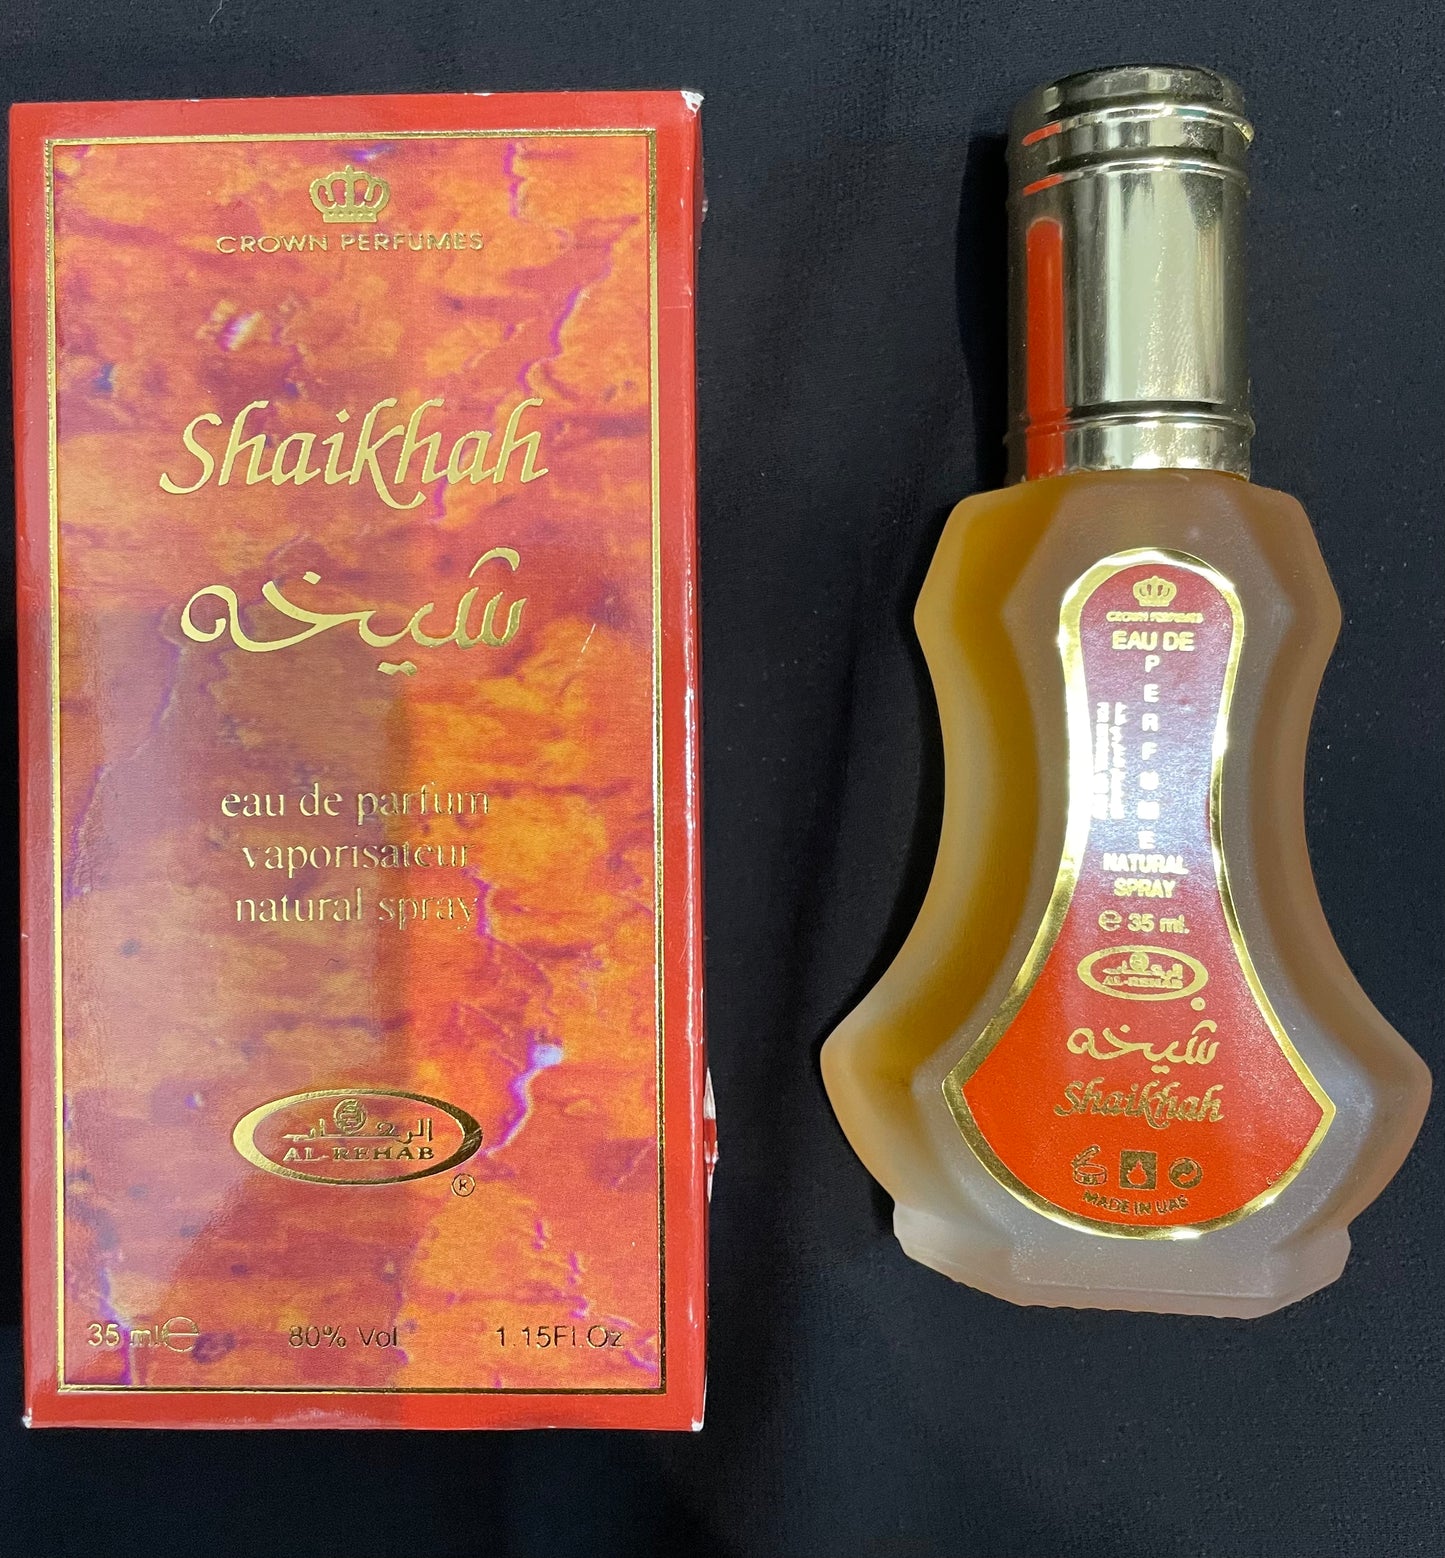 CROWN PERFUMES
Shaikhah
شيخه
eau de parfum
vaporisateur
natural spray
الرحاب
AL-REHAB
®
35 ml ℮ 80% Vol 1.15Fl.Oz
CROWN PERFUMES
EAU DE
P
E
R
F
U
M
E
NATURAL
SPRAY
℮ 35 ml.
الرحاب
AL-REHAB
شيخه
Shaikhah
MADE IN UAE